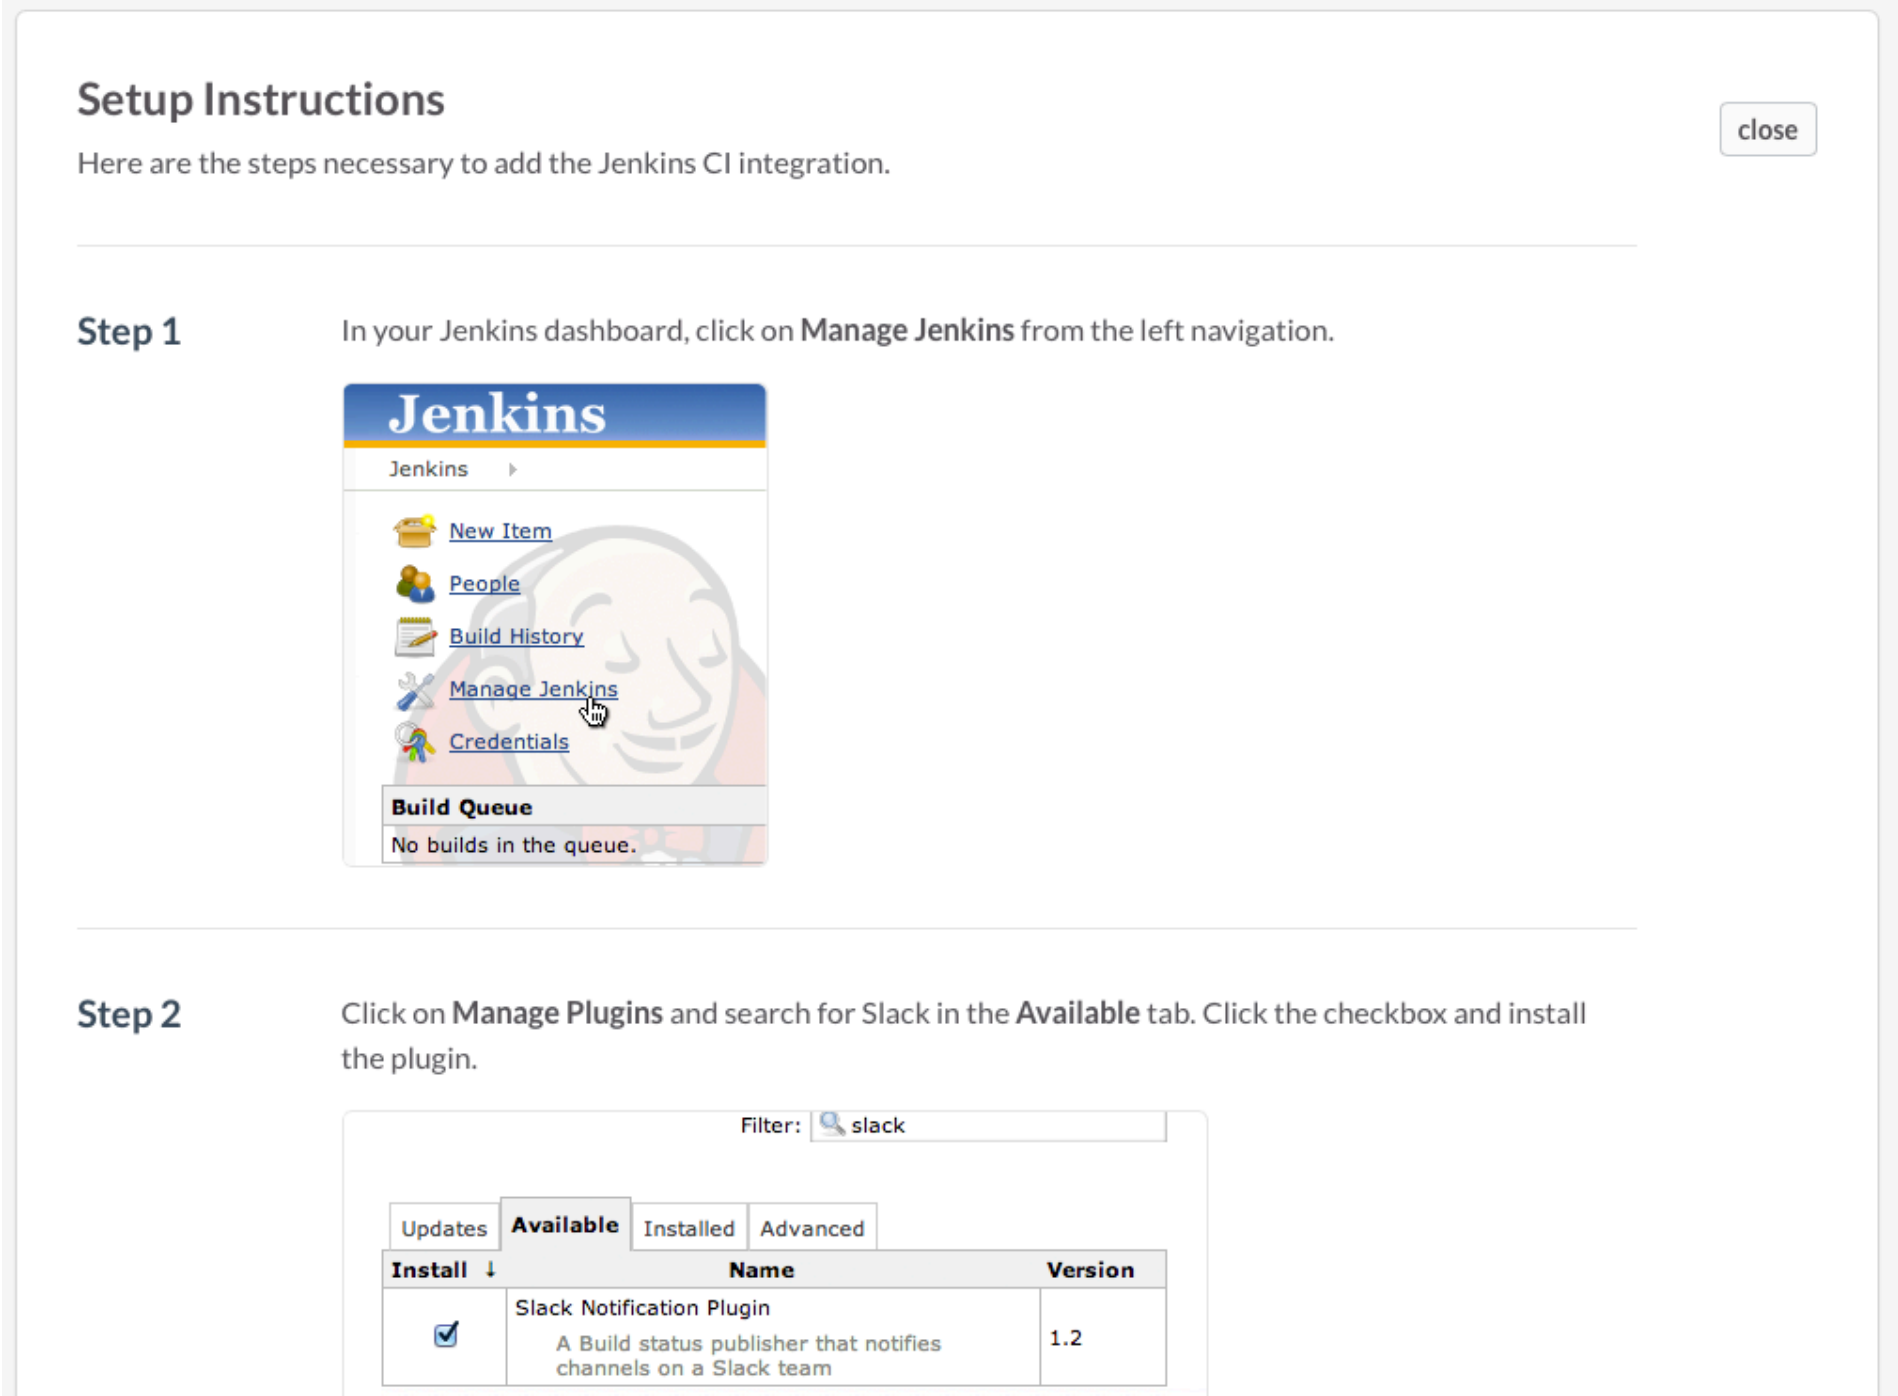 Setup Instructions
close
Here are the steps necessary to add the Jenkins CI integration.
Step 1
In your Jenkins dashboard, click on Manage Jenkins from the left navigation.
Jenkins
Jenkins
New Item
People
Build History
Manage Jenkins
Credentials
Build Queue
No builds in the queue.
Step 2
Click on Manage Plugins and search for Slack in the Available tab. Click the checkbox and install
the plugin.
Filter: slack
Updates Available Installed Advanced
Install ↓ Name Version
Slack Notification Plugin
A Build status publisher that notifies
channels on a Slack team
1.2